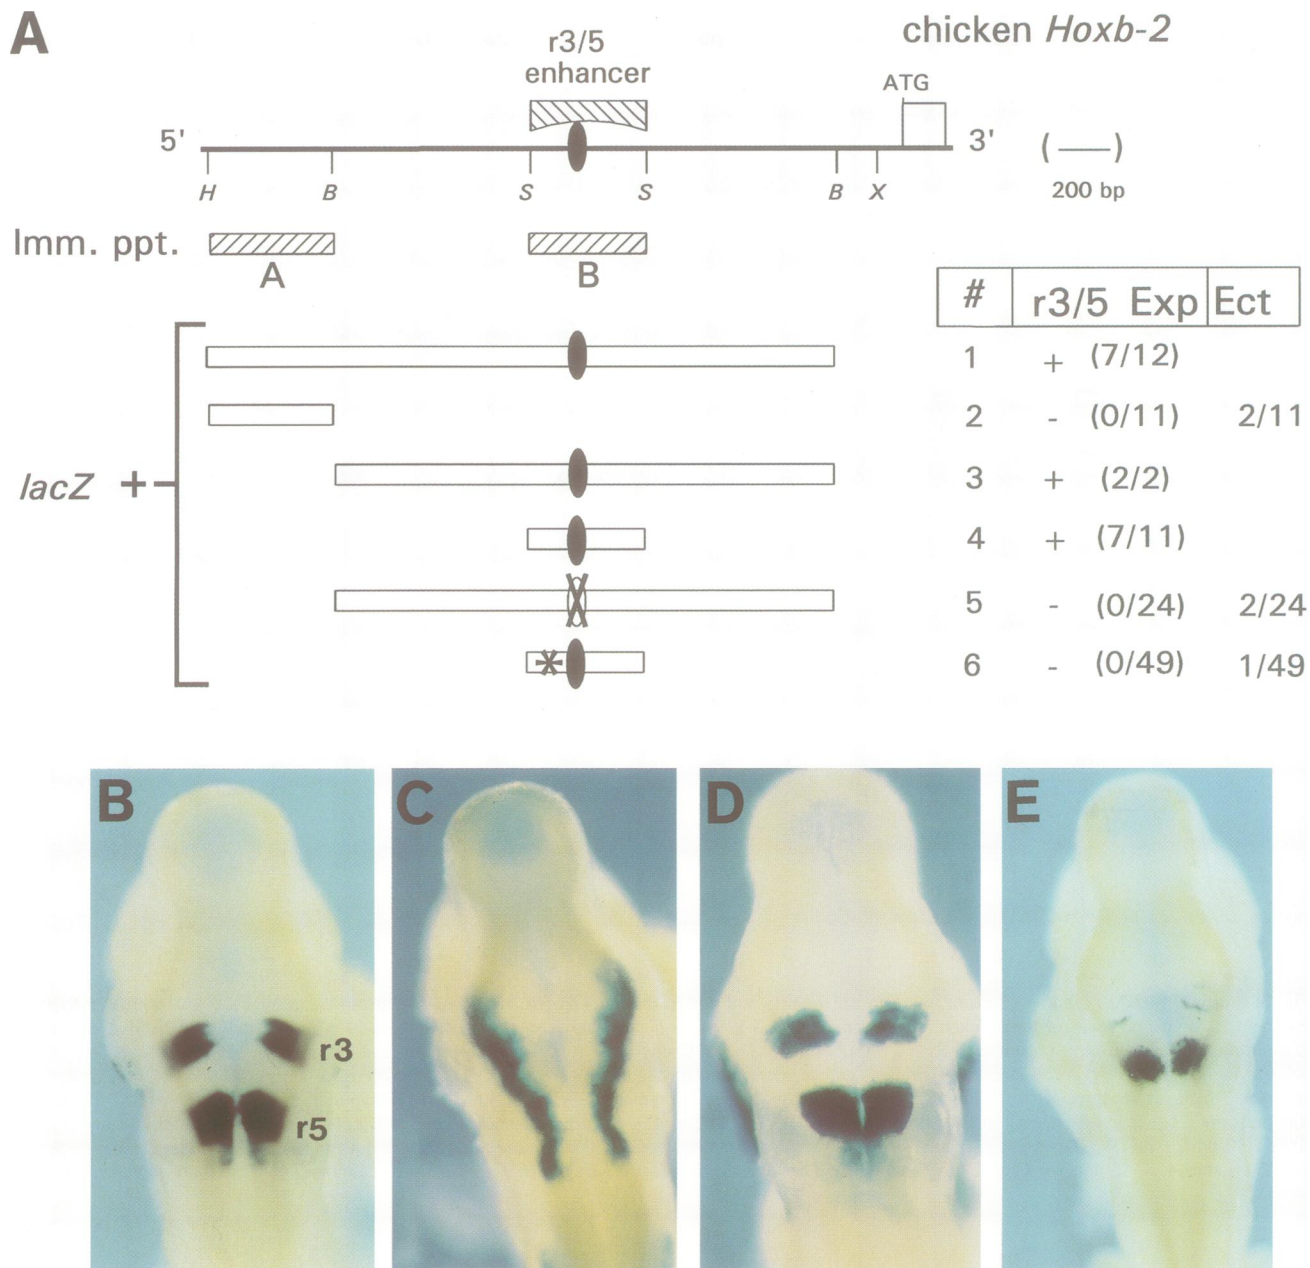 A
chicken Hoxb-2
r3/5
enhancer
ATG
5'
3'
( — )
H B S S B X
200 bp
Imm. ppt.
A B
# r3/5 Exp Ect
1 + (7/12)
2 - (0/11) 2/11
lacZ +
3 + (2/2)
4 + (7/11)
5 - (0/24) 2/24
*
6 - (0/49) 1/49
B C D E
r3
r5